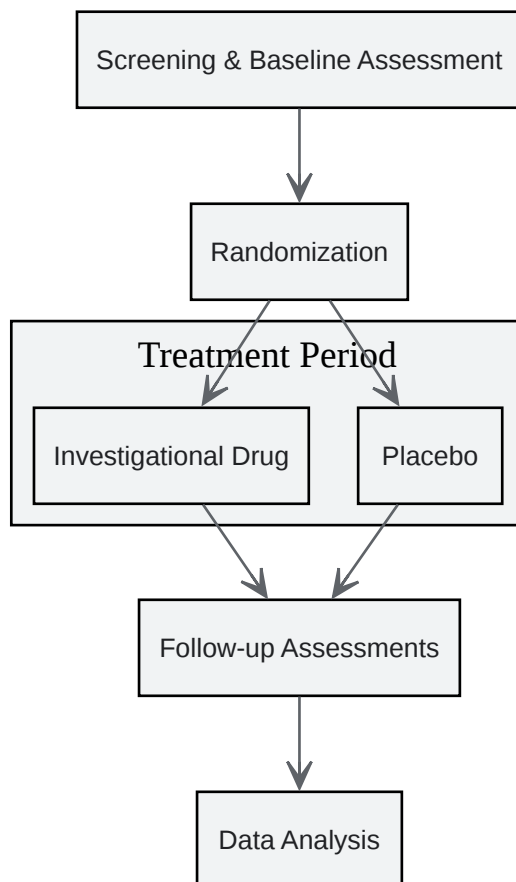 Screening & Baseline Assessment
Randomization
Treatment Period
Investigational Drug
Placebo
Follow-up Assessments
Data Analysis